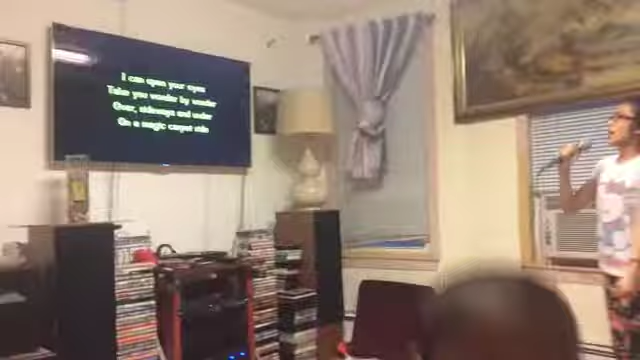 I can open your eyes
Take you wonder by wonder
Over, sideways and under
On a magic carpet ride